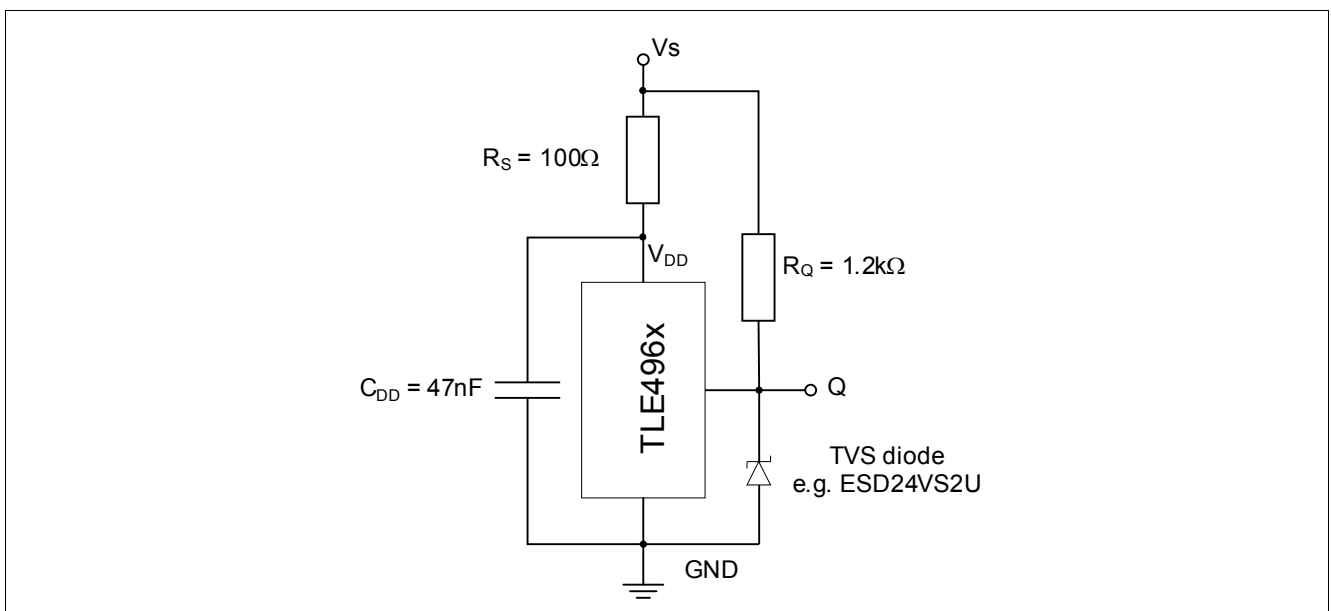 Vs
R_S = 100Ω
V_DD
R_Q = 1.2kΩ
TLE496x
C_DD = 47nF
Q
TVS diode
e.g. ESD24VS2U
GND